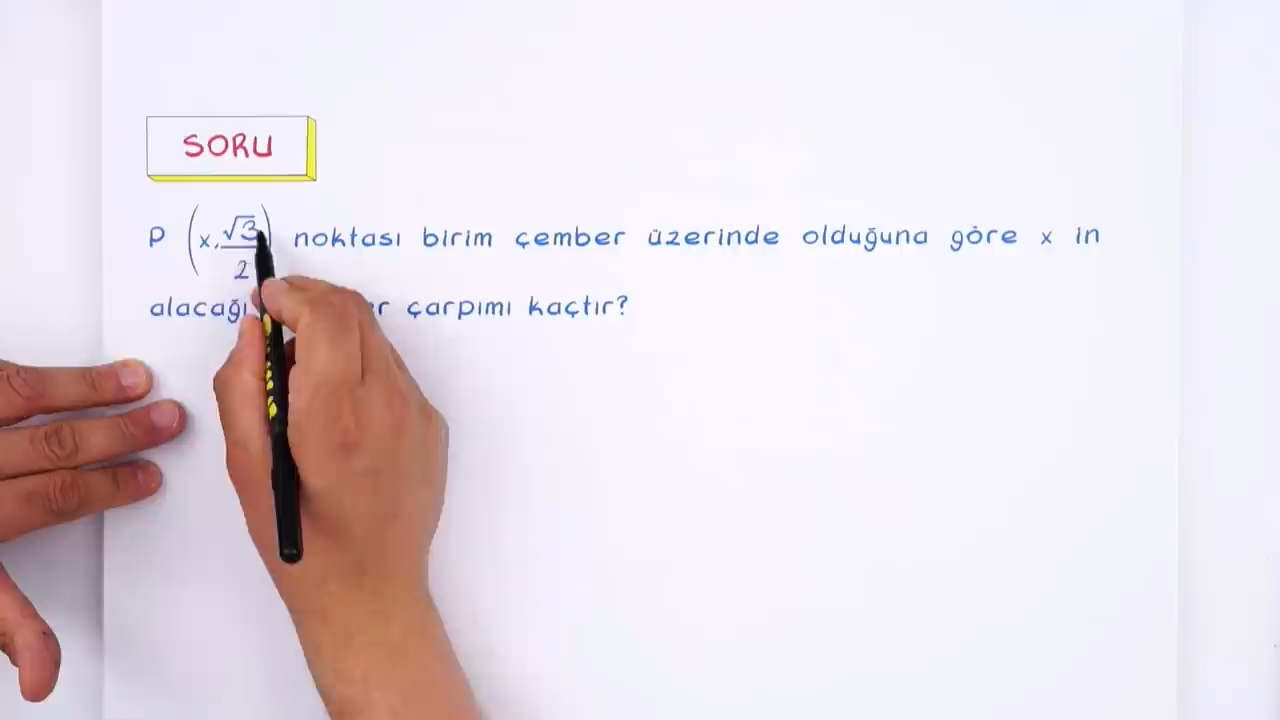 SORU
P (x, √3/2) noktası birim çember üzerinde olduğuna göre x in
alacağı çarpımı kaçtır?